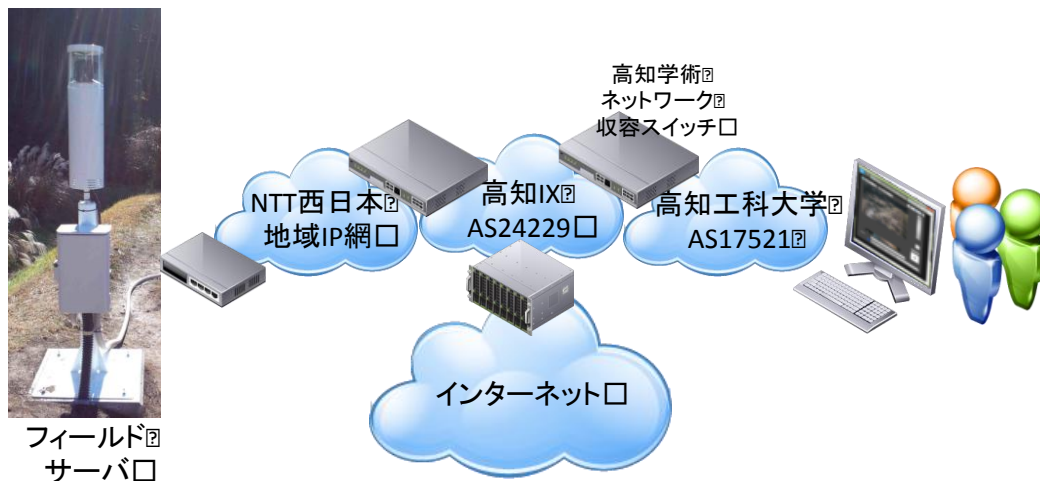 高知学術
ネットワーク
収容スイッチ
NTT西日本
地域IP網
高知IX
AS24229
高知工科大学
AS17521
インターネット
フィールド
サーバ